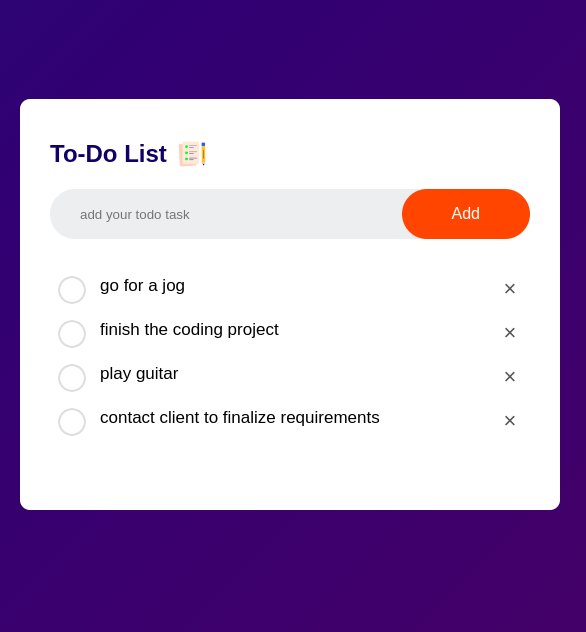 To-Do List
add your todo task
Add
go for a jog
×
finish the coding project
×
play guitar
×
contact client to finalize requirements
×